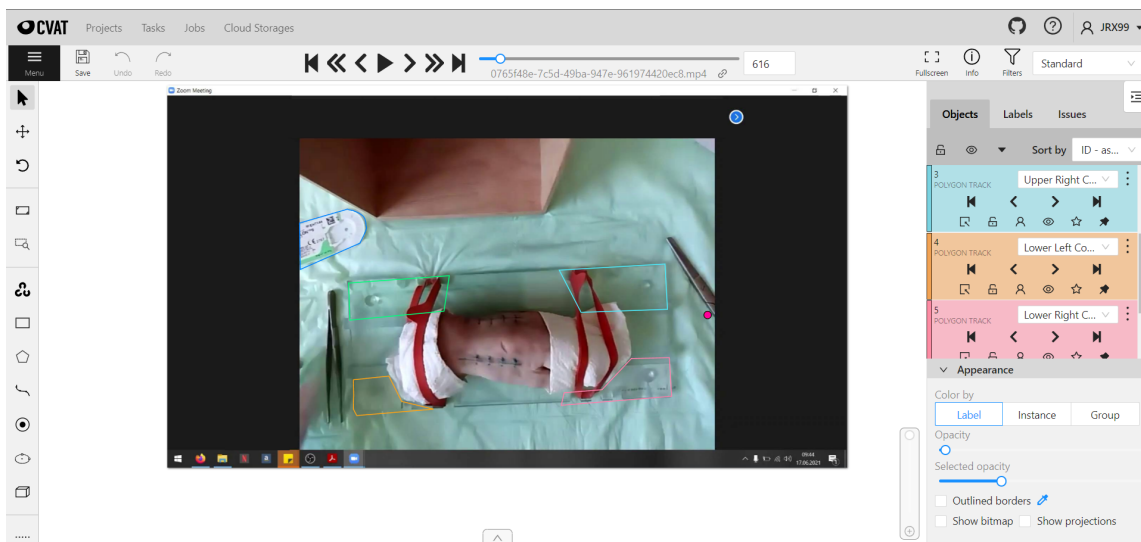 CVAT Projects Tasks Jobs Cloud Storages JRX99
Menu Save Undo Redo 0765f48e-7c5d-49ba-947e-961974420ec8.mp4 616 Fullscreen Info Filters Standard
Zoom Meeting
Objects Labels Issues
Sort by ID - as...
3 Upper Right C...
POLYGON TRACK
4 Lower Left Co...
POLYGON TRACK
5 Lower Right C...
POLYGON TRACK
Appearance
Color by
Label Instance Group
Opacity
Selected opacity
Outlined borders
Show bitmap Show projections
09:44
17.06.2021